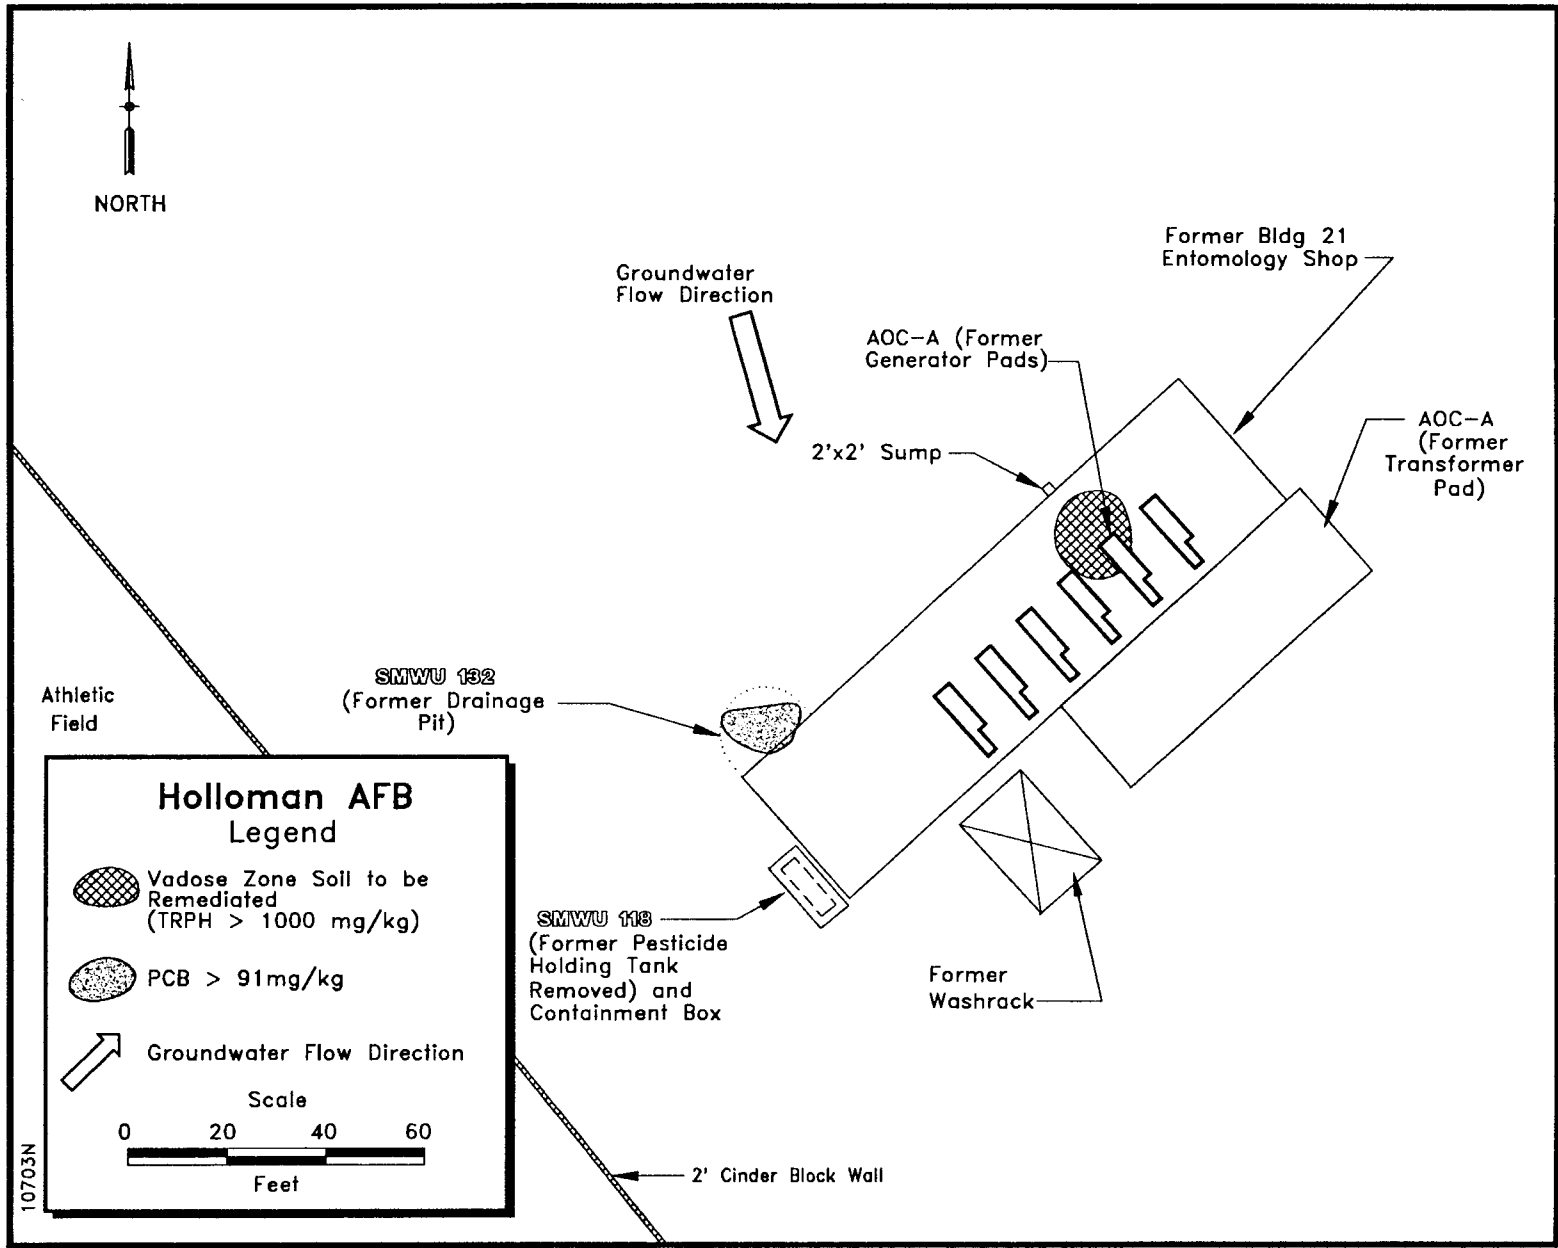 NORTH
Groundwater
Flow Direction
Former Bldg 21
Entomology Shop
AOC-A (Former
Generator Pads)
AOC-A
(Former
Transformer
Pad)
2'x2' Sump
SMWU 132
(Former Drainage
Pit)
Athletic
Field
SMWU 118
(Former Pesticide
Holding Tank
Removed) and
Containment Box
Former
Washrack
2' Cinder Block Wall
Holloman AFB
Legend
Vadose Zone Soil to be
Remediated
(TRPH > 1000 mg/kg)
PCB > 91mg/kg
Groundwater Flow Direction
Scale
0 20 40 60
Feet
10703N